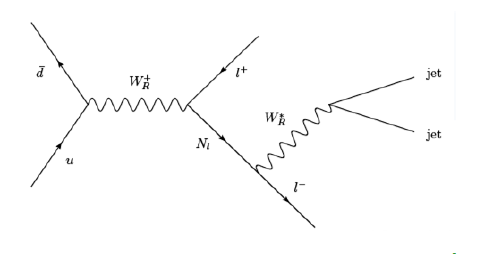 d̄
W_R^+
l^+
jet
W_R^*
jet
N_l
u
l^-